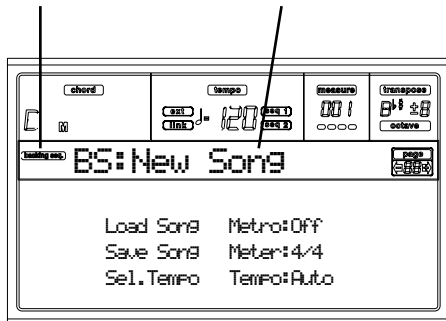 chord tempo measure transpose
ext seq 1
C M link = 120 seq 2 001 octave
backing seq. BS:New Song page
Load Song Metro:Off
Save Song Meter:4/4
Sel.Tempo Tempo:Auto